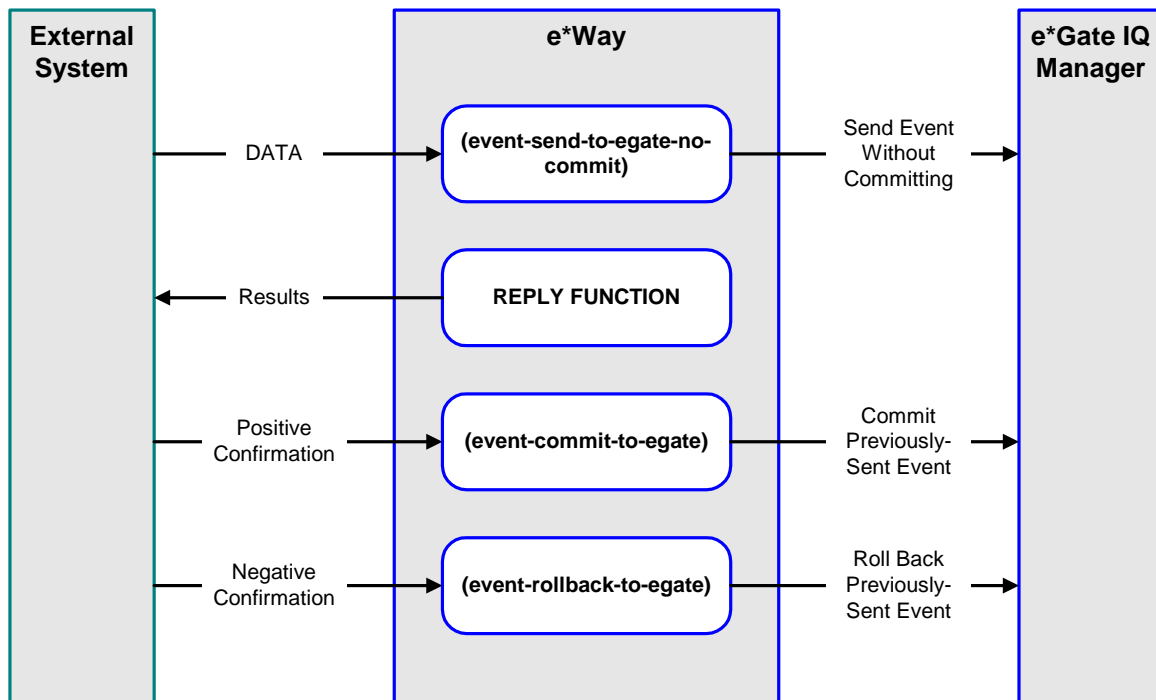 External
System
e*Way
e*Gate IQ
Manager
DATA
(event-send-to-egate-no-
commit)
Send Event
Without
Committing
Results
REPLY FUNCTION
Positive
Confirmation
(event-commit-to-egate)
Commit
Previously-
Sent Event
Negative
Confirmation
(event-rollback-to-egate)
Roll Back
Previously-
Sent Event